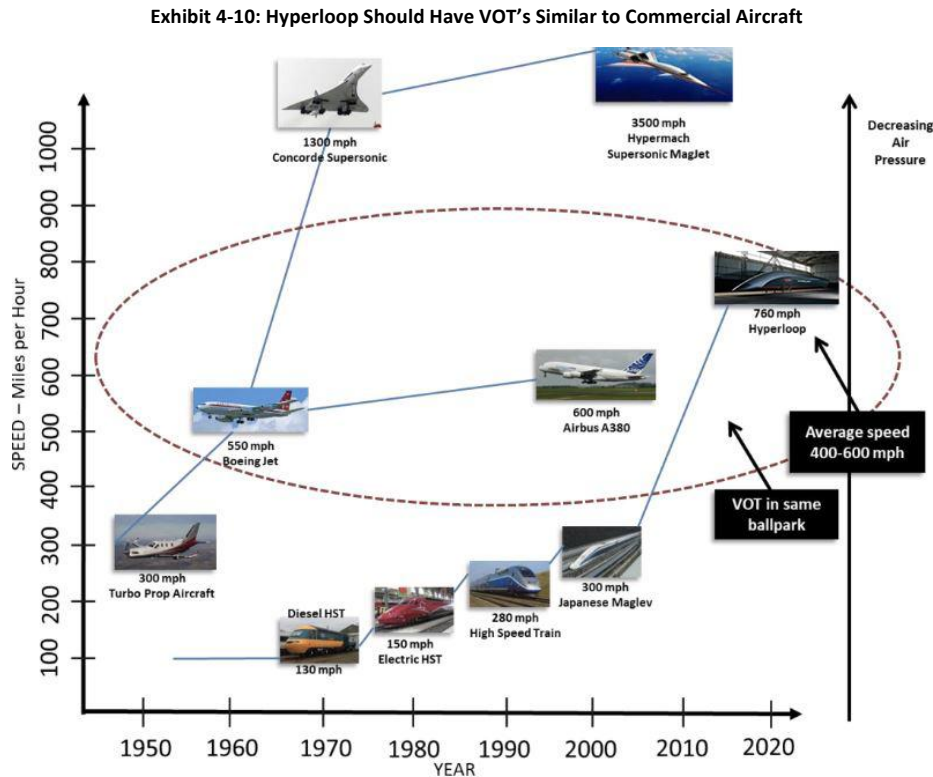 Exhibit 4-10: Hyperloop Should Have VOT's Similar to Commercial Aircraft
1300 mph
Concorde Supersonic
3500 mph
Hypermach
Supersonic MagJet
Decreasing
Air
Pressure
SPEED – Miles per Hour
1000
900
800
700
600
500
400
300
200
100
760 mph
Hyperloop
600 mph
Airbus A380
550 mph
Boeing Jet
Average speed
400-600 mph
VOT in same
ballpark
300 mph
Turbo Prop Aircraft
Diesel HST
130 mph
150 mph
Electric HST
280 mph
High Speed Train
300 mph
Japanese Maglev
1950
1960
1970
1980
1990
2000
2010
2020
YEAR